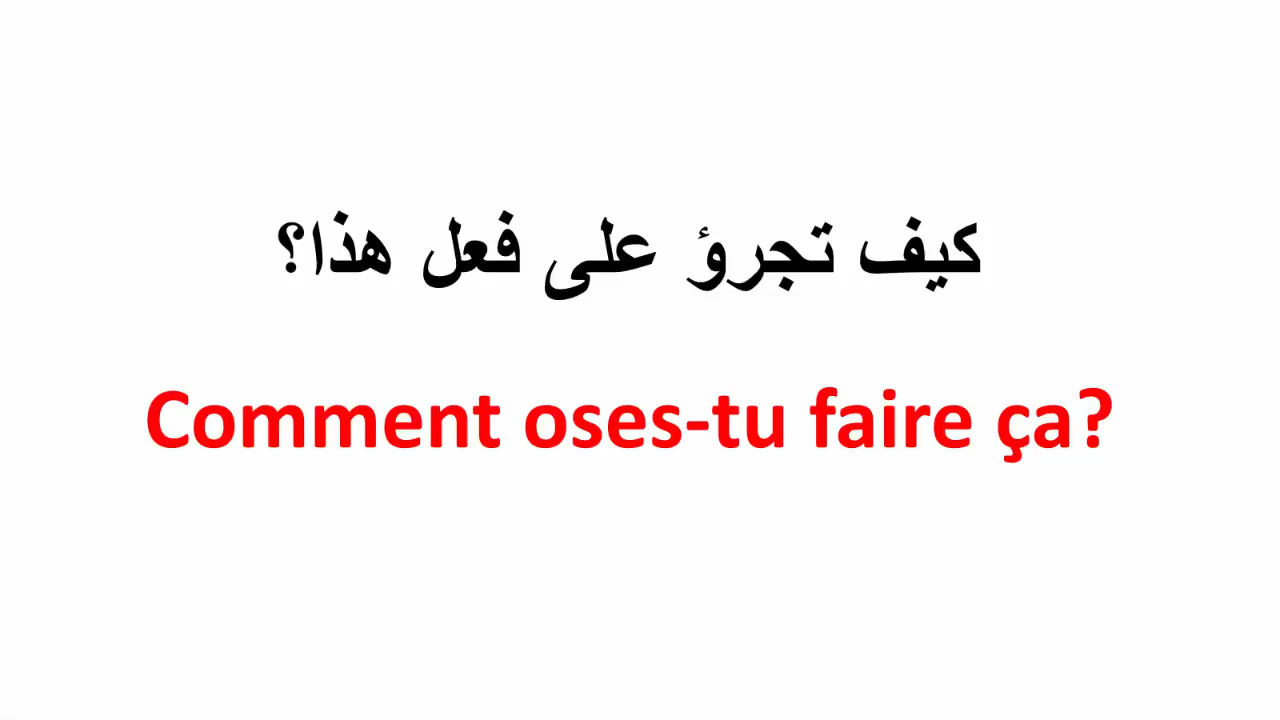 كيف تجرؤ على فعل هذا؟
Comment oses-tu faire ça?